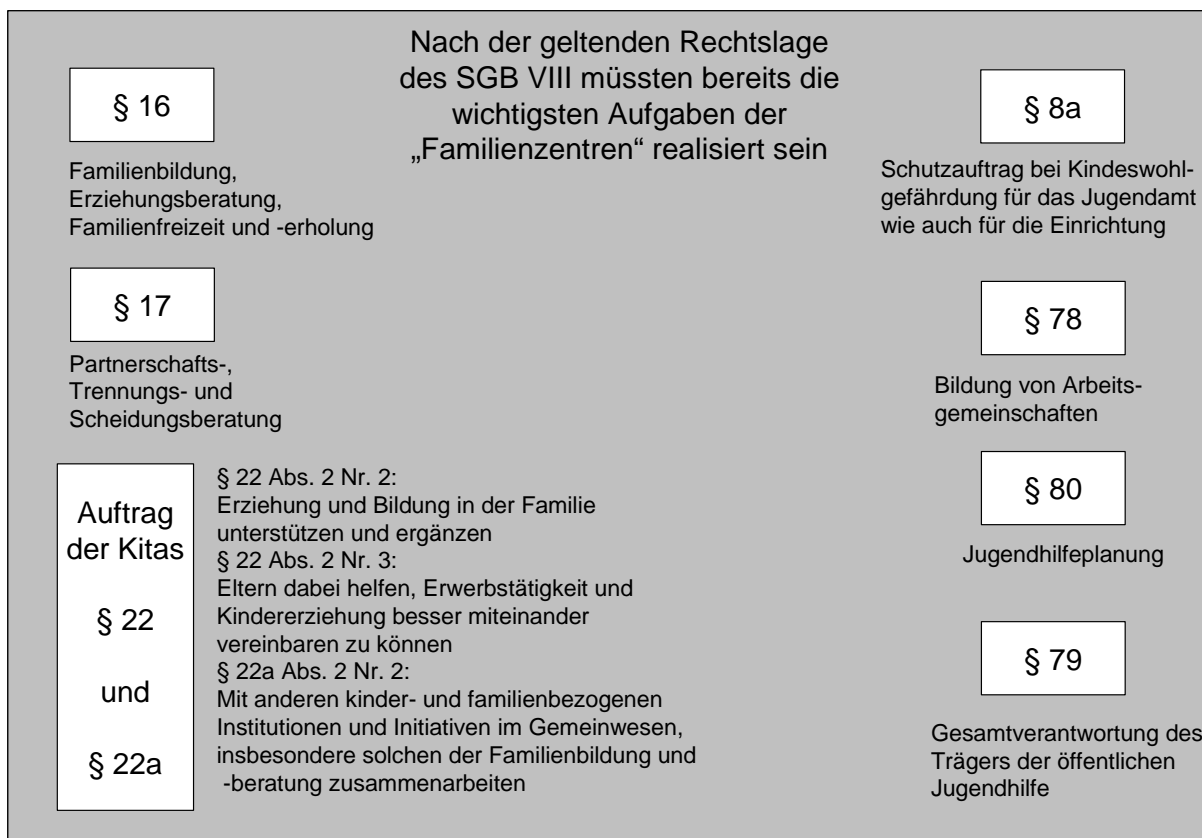 Nach der geltenden Rechtslage
des SGB VIII müssten bereits die
wichtigsten Aufgaben der
„Familienzentren“ realisiert sein
§ 16
Familienbildung,
Erziehungsberatung,
Familienfreizeit und -erholung
§ 17
Partnerschafts-,
Trennungs- und
Scheidungsberatung
Auftrag
der Kitas
§ 22
und
§ 22a
§ 22 Abs. 2 Nr. 2:
Erziehung und Bildung in der Familie
unterstützen und ergänzen
§ 22 Abs. 2 Nr. 3:
Eltern dabei helfen, Erwerbstätigkeit und
Kindererziehung besser miteinander
vereinbaren zu können
§ 22a Abs. 2 Nr. 2:
Mit anderen kinder- und familienbezogenen
Institutionen und Initiativen im Gemeinwesen,
insbesondere solchen der Familienbildung und
-beratung zusammenarbeiten
§ 8a
Schutzauftrag bei Kindeswohl-
gefährdung für das Jugendamt
wie auch für die Einrichtung
§ 78
Bildung von Arbeits-
gemeinschaften
§ 80
Jugendhilfeplanung
§ 79
Gesamtverantwortung des
Trägers der öffentlichen
Jugendhilfe